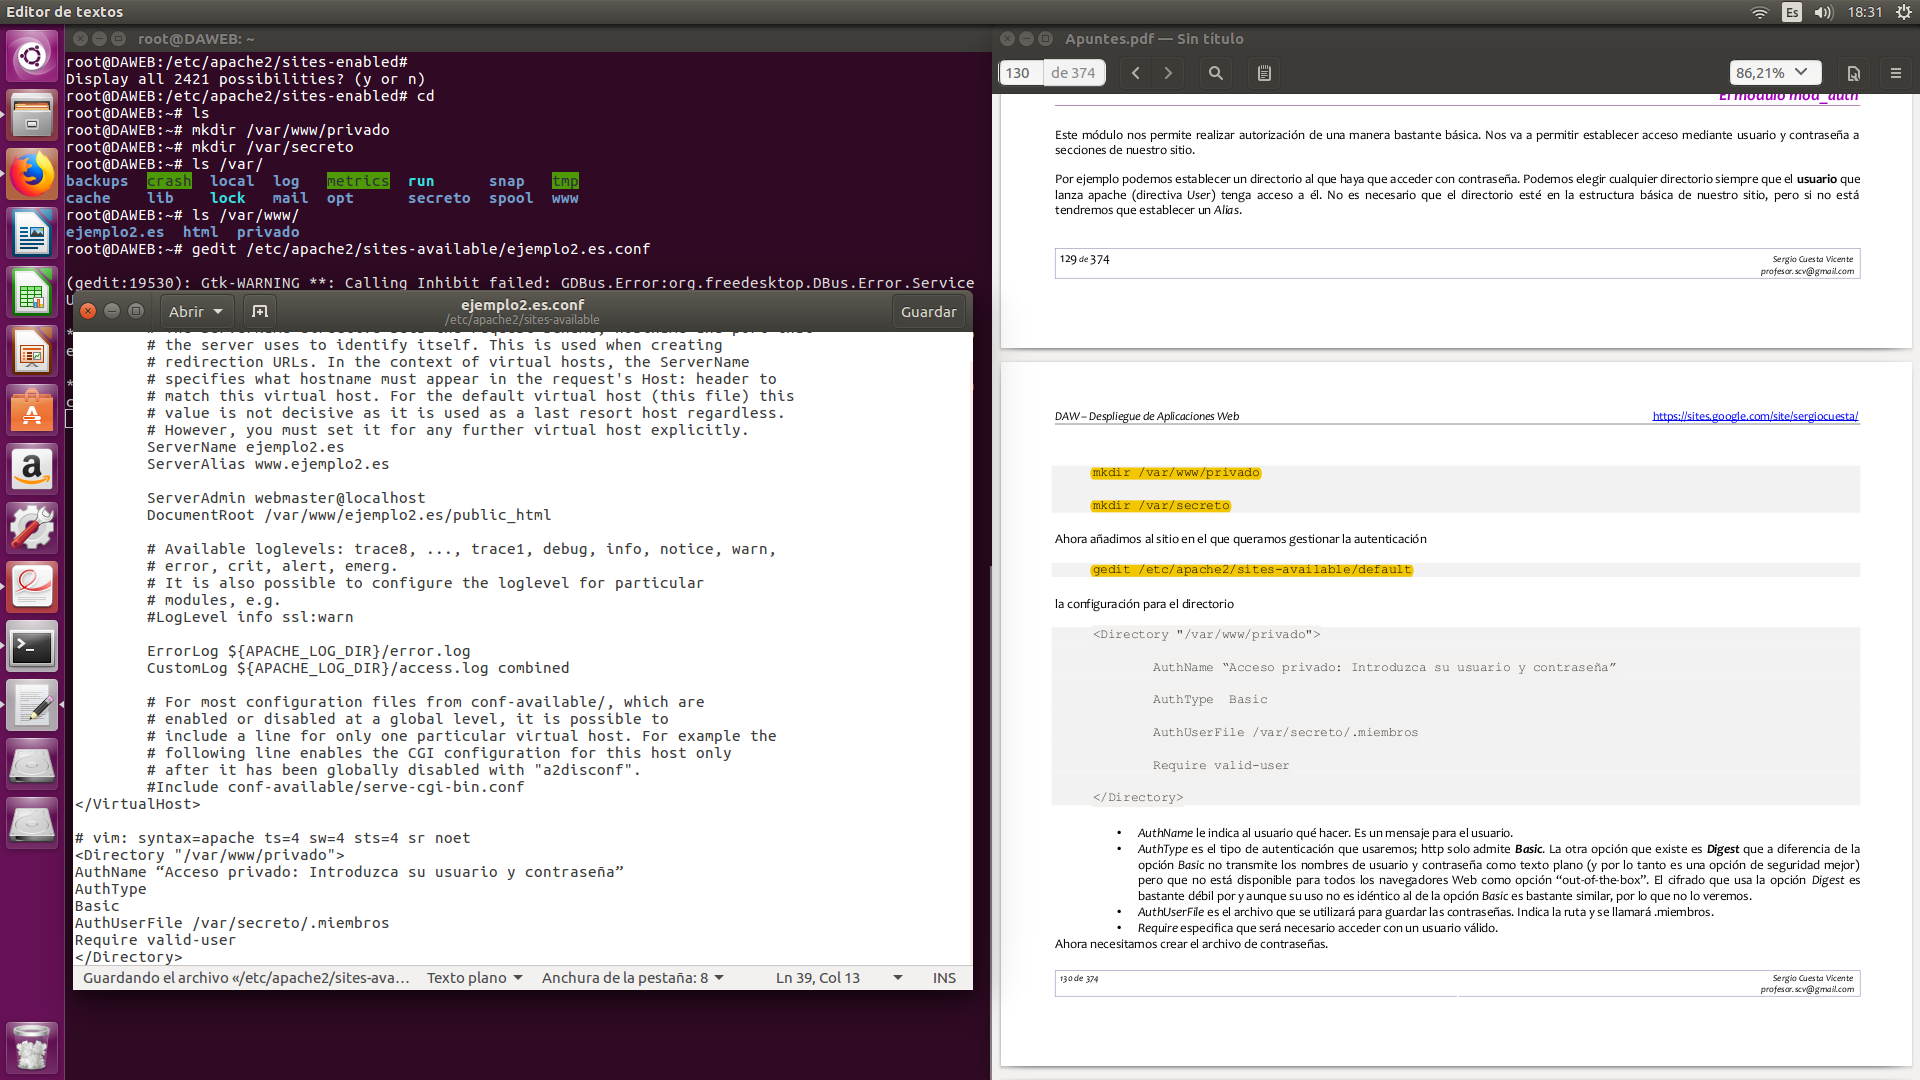 Editor de textos
Es
18:31
root@DAWEB: ~
root@DAWEB:/etc/apache2/sites-enabled#
Display all 2421 possibilities? (y or n)
root@DAWEB:/etc/apache2/sites-enabled# cd
root@DAWEB:~# ls
root@DAWEB:~# mkdir /var/www/privado
root@DAWEB:~# mkdir /var/secreto
root@DAWEB:~# ls /var/
backups crash local log metrics run snap tmp
cache lib lock mail opt secreto spool www
root@DAWEB:~# ls /var/www/
ejemplo2.es html privado
root@DAWEB:~# gedit /etc/apache2/sites-available/ejemplo2.es.conf
(gedit:19530): Gtk-WARNING **: Calling Inhibit failed: GDBus.Error:org.freedesktop.DBus.Error.Service
Abrir
ejemplo2.es.conf
/etc/apache2/sites-available
Guardar
# the server uses to identify itself. This is used when creating
# redirection URLs. In the context of virtual hosts, the ServerName
# specifies what hostname must appear in the request's Host: header to
# match this virtual host. For the default virtual host (this file) this
# value is not decisive as it is used as a last resort host regardless.
# However, you must set it for any further virtual host explicitly.
ServerName ejemplo2.es
ServerAlias www.ejemplo2.es
ServerAdmin webmaster@localhost
DocumentRoot /var/www/ejemplo2.es/public_html
# Available loglevels: trace8, ..., trace1, debug, info, notice, warn,
# error, crit, alert, emerg.
# It is also possible to configure the loglevel for particular
# modules, e.g.
#LogLevel info ssl:warn
ErrorLog ${APACHE_LOG_DIR}/error.log
CustomLog ${APACHE_LOG_DIR}/access.log combined
# For most configuration files from conf-available/, which are
# enabled or disabled at a global level, it is possible to
# include a line for only one particular virtual host. For example the
# following line enables the CGI configuration for this host only
# after it has been globally disabled with "a2disconf".
#Include conf-available/serve-cgi-bin.conf
</VirtualHost>
# vim: syntax=apache ts=4 sw=4 sts=4 sr noet
<Directory "/var/www/privado">
AuthName “Acceso privado: Introduzca su usuario y contraseña”
AuthType
Basic
AuthUserFile /var/secreto/.miembros
Require valid-user
</Directory>
Guardando el archivo «/etc/apache2/sites-ava… Texto plano Anchura de la pestaña: 8 Ln 39, Col 13 INS
Apuntes.pdf — Sin título
130 de 374
86,21%
El módulo mod_auth
Este módulo nos permite realizar autorización de una manera bastante básica. Nos va a permitir establecer acceso mediante usuario y contraseña a
secciones de nuestro sitio.
Por ejemplo podemos establecer un directorio al que haya que acceder con contraseña. Podemos elegir cualquier directorio siempre que el usuario que
lanza apache (directiva User) tenga acceso a él. No es necesario que el directorio esté en la estructura básica de nuestro sitio, pero si no está
tendremos que establecer un Alias.
129 de 374
Sergio Cuesta Vicente
profesor.scv@gmail.com
DAW – Despliegue de Aplicaciones Web
https://sites.google.com/site/sergiocuesta/
mkdir /var/www/privado
mkdir /var/secreto
Ahora añadimos al sitio en el que queramos gestionar la autenticación
gedit /etc/apache2/sites-available/default
la configuración para el directorio
<Directory "/var/www/privado">
AuthName “Acceso privado: Introduzca su usuario y contraseña”
AuthType Basic
AuthUserFile /var/secreto/.miembros
Require valid-user
</Directory>
• AuthName le indica al usuario qué hacer. Es un mensaje para el usuario.
• AuthType es el tipo de autenticación que usaremos; http solo admite Basic. La otra opción que existe es Digest que a diferencia de la
opción Basic no transmite los nombres de usuario y contraseña como texto plano (y por lo tanto es una opción de seguridad mejor)
pero que no está disponible para todos los navegadores Web como opción “out-of-the-box”. El cifrado que usa la opción Digest es
bastante débil por y aunque su uso no es idéntico al de la opción Basic es bastante similar, por lo que no lo veremos.
• AuthUserFile es el archivo que se utilizará para guardar las contraseñas. Indica la ruta y se llamará .miembros.
• Require especifica que será necesario acceder con un usuario válido.
Ahora necesitamos crear el archivo de contraseñas.
130 de 374
Sergio Cuesta Vicente
profesor.scv@gmail.com